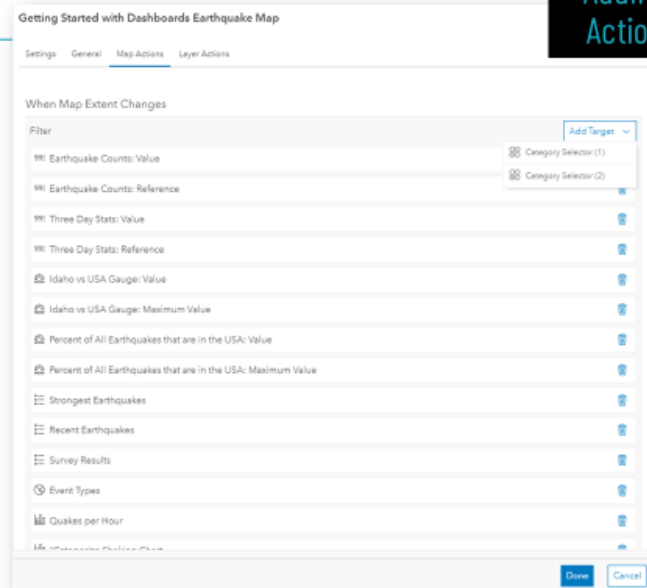 Getting Started with Dashboards Earthquake Map
Actio
Settings General Map Actions Layer Actions
When Map Extent Changes
Filter
Add Target
Category Selector (1)
Category Selector (2)
Earthquake Counts: Value
Earthquake Counts: Reference
Three Day Stats: Value
Three Day Stats: Reference
Idaho vs USA Gauge: Value
Idaho vs USA Gauge: Maximum Value
Percent of All Earthquakes that are in the USA: Value
Percent of All Earthquakes that are in the USA: Maximum Value
Strongest Earthquakes
Recent Earthquakes
Survey Results
Event Types
Quakes per Hour
Done Cancel